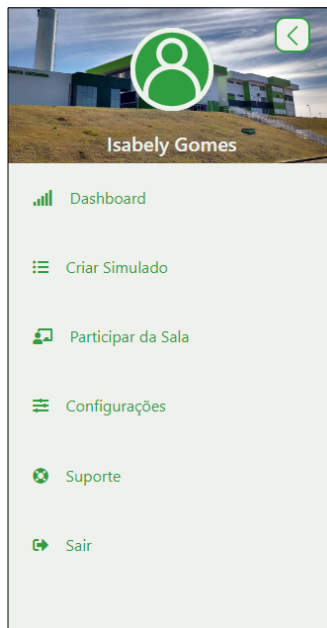 Isabely Gomes
Dashboard
Criar Simulado
Participar da Sala
Configurações
Suporte
Sair